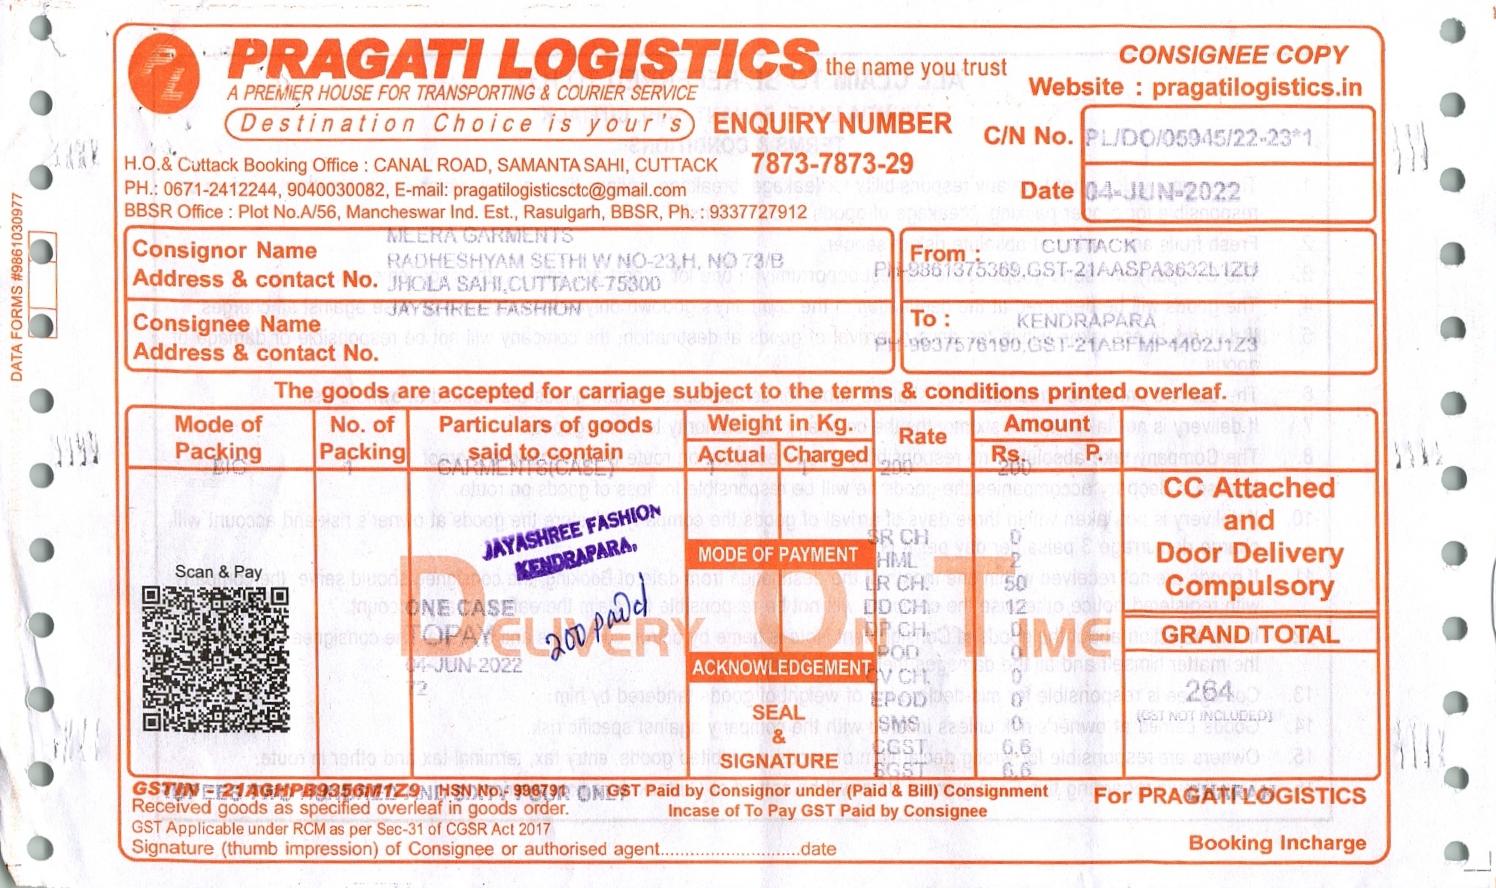 PRAGATI LOGISTICS the name you trust
CONSIGNEE COPY
A PREMIER HOUSE FOR TRANSPORTING & COURIER SERVICE
Website : pragatilogistics.in
Destination Choice is your's
ENQUIRY NUMBER
7873-7873-29
C/N No. PL/DO/05945/22-23*1
Date 04-JUN-2022
H.O.& Cuttack Booking Office : CANAL ROAD, SAMANTA SAHI, CUTTACK
PH.: 0671-2412244, 9040030082, E-mail: pragatilogisticsctc@gmail.com
BBSR Office : Plot No.A/56, Mancheswar Ind. Est., Rasulgarh, BBSR, Ph. : 9337727912
DATA FORMS #9861030977
Consignor Name
Address & contact No.
MEERA GARMENTS
RADHESHYAM SETHI W NO-23,H. NO 73/B
JHOLA SAHI,CUTTACK-75300
From : CUTTACK
PH-9861375369,GST-21AASPA3632L1ZU
Consignee Name
Address & contact No.
JAYSHREE FASHION
To : KENDRAPARA
PH-9937576190,GST-21ABFMP4402J1Z3
The goods are accepted for carriage subject to the terms & conditions printed overleaf.
Mode of Packing
No. of Packing
Particulars of goods said to contain
Weight in Kg.
Actual Charged
Rate
Amount
Rs. P.
BIG 1 GARMENTS(CASE) 1 1 200 200
JAYASHREE FASHION
KENDRAPARA.
200 paid
Scan & Pay
DELIVERY ON TIME
ONE CASE
TOPAY
04-JUN-2022
72
MODE OF PAYMENT
ACKNOWLEDGEMENT
SEAL
&
SIGNATURE
SR CH 0
HML 2
LR CH. 50
DD CH. 12
DP CH. 0
POD 0
CV CH. 0
EPOD 0
SMS 0
CGST 6.6
SGST 6.6
CC Attached
and
Door Delivery
Compulsory
GRAND TOTAL
264
(GST NOT INCLUDED)
GSTIN - 21AGHPB9356M1Z9 HSN No.- 996791 GST Paid by Consignor under (Paid & Bill) Consignment
RUPEES TWO HUNDRED AND SIXTY FOUR ONLY
Incase of To Pay GST Paid by Consignee
Received goods as specified overleaf in goods order.
GST Applicable under RCM as per Sec-31 of CGSR Act 2017
Signature (thumb impression) of Consignee or authorised agent..............................date
For PRAGATI LOGISTICS
Booking Incharge